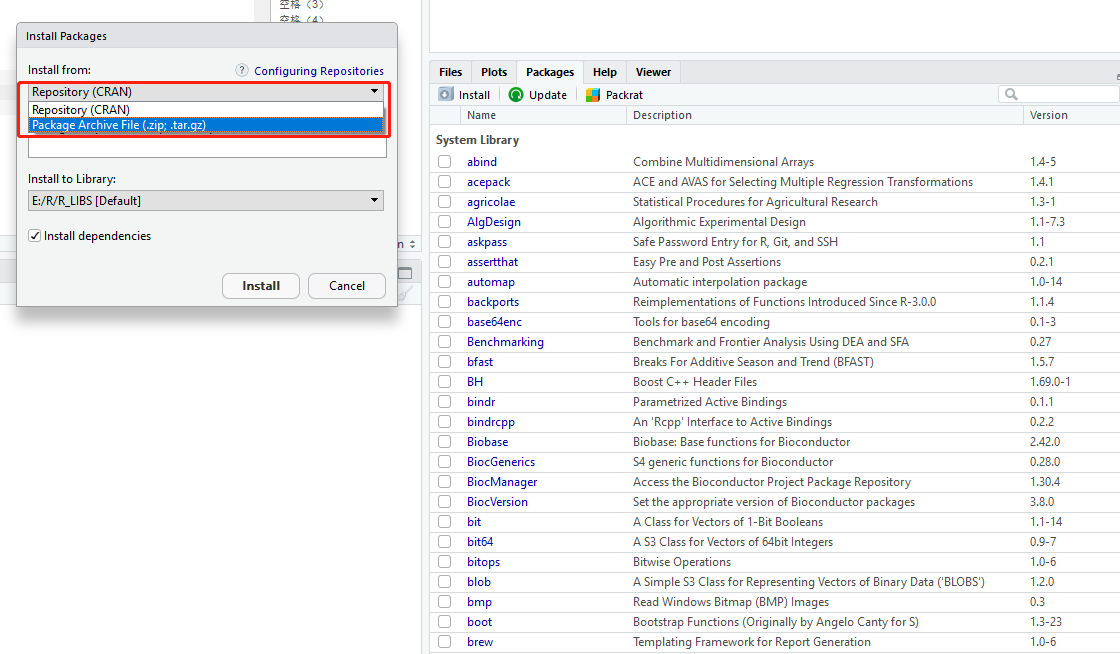 空格（3）
空格（4）
Install Packages
Install from:
? Configuring Repositories
Repository (CRAN)
Repository (CRAN)
Package Archive File (.zip; .tar.gz)
Install to Library:
E:/R/R_LIBS [Default]
Install dependencies
Install
Cancel
Files Plots Packages Help Viewer
Install Update Packrat
Name Description Version
System Library
abind Combine Multidimensional Arrays 1.4-5
acepack ACE and AVAS for Selecting Multiple Regression Transformations 1.4.1
agricolae Statistical Procedures for Agricultural Research 1.3-1
AlgDesign Algorithmic Experimental Design 1.1-7.3
askpass Safe Password Entry for R, Git, and SSH 1.1
assertthat Easy Pre and Post Assertions 0.2.1
automap Automatic interpolation package 1.0-14
backports Reimplementations of Functions Introduced Since R-3.0.0 1.1.4
base64enc Tools for base64 encoding 0.1-3
Benchmarking Benchmark and Frontier Analysis Using DEA and SFA 0.27
bfast Breaks For Additive Season and Trend (BFAST) 1.5.7
BH Boost C++ Header Files 1.69.0-1
bindr Parametrized Active Bindings 0.1.1
bindrcpp An 'Rcpp' Interface to Active Bindings 0.2.2
Biobase Biobase: Base functions for Bioconductor 2.42.0
BiocGenerics S4 generic functions for Bioconductor 0.28.0
BiocManager Access the Bioconductor Project Package Repository 1.30.4
BiocVersion Set the appropriate version of Bioconductor packages 3.8.0
bit A Class for Vectors of 1-Bit Booleans 1.1-14
bit64 A S3 Class for Vectors of 64bit Integers 0.9-7
bitops Bitwise Operations 1.0-6
blob A Simple S3 Class for Representing Vectors of Binary Data ('BLOBS') 1.2.0
bmp Read Windows Bitmap (BMP) Images 0.3
boot Bootstrap Functions (Originally by Angelo Canty for S) 1.3-23
brew Templating Framework for Report Generation 1.0-6